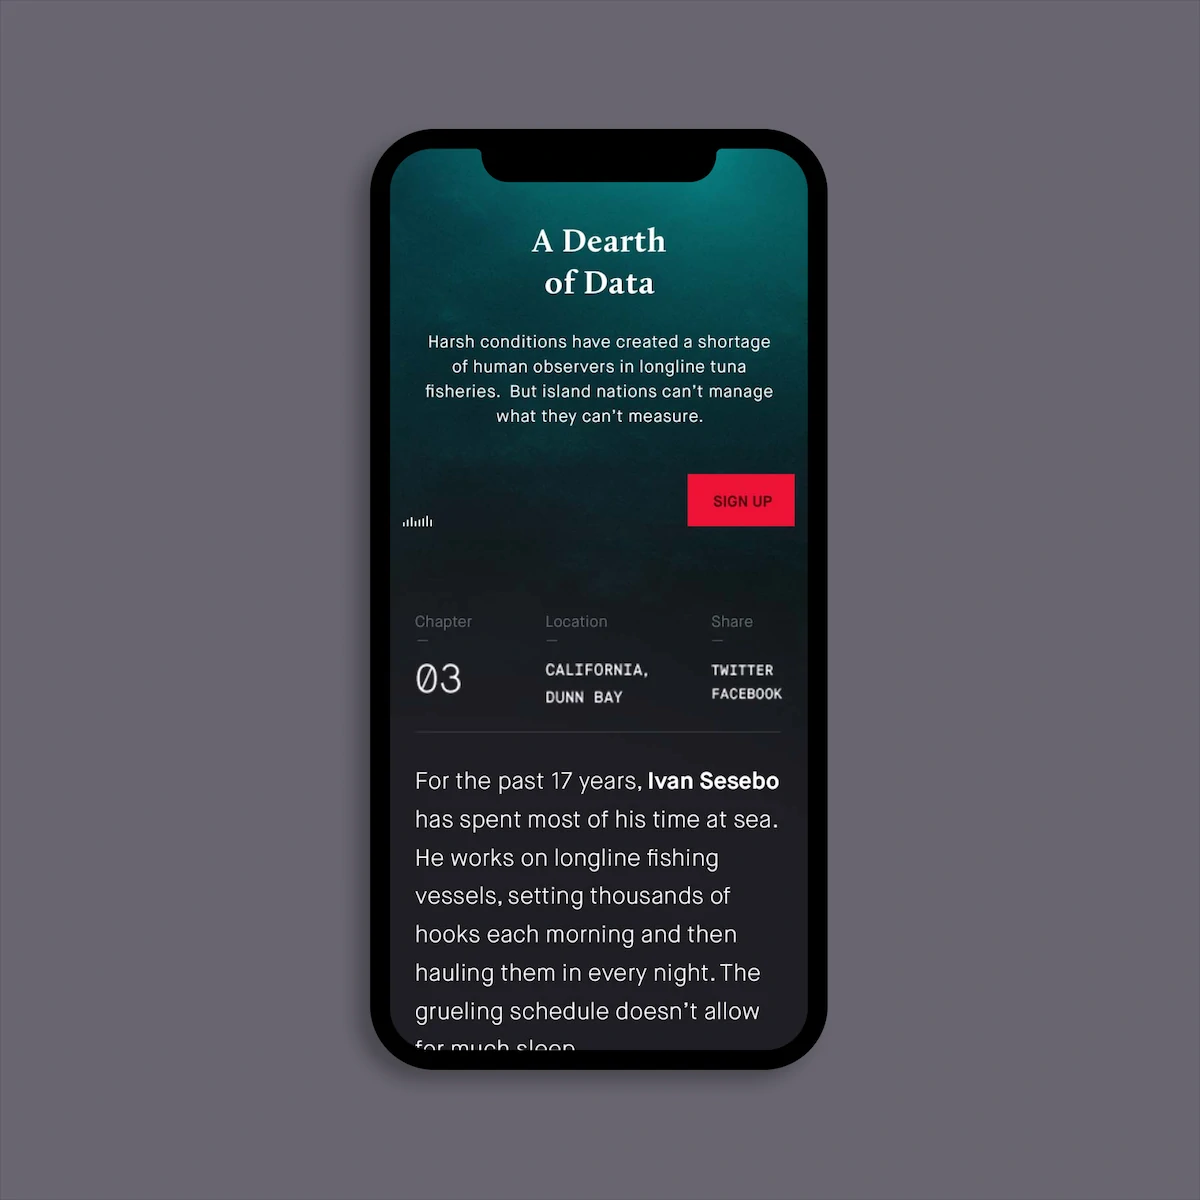 A Dearth
of Data
Harsh conditions have created a shortage
of human observers in longline tuna
fisheries. But island nations can’t manage
what they can’t measure.
SIGN UP
Chapter
03
Location
CALIFORNIA,
DUNN BAY
Share
TWITTER
FACEBOOK
For the past 17 years, Ivan Sesebo
has spent most of his time at sea.
He works on longline fishing
vessels, setting thousands of
hooks each morning and then
hauling them in every night. The
grueling schedule doesn’t allow
for much sleep